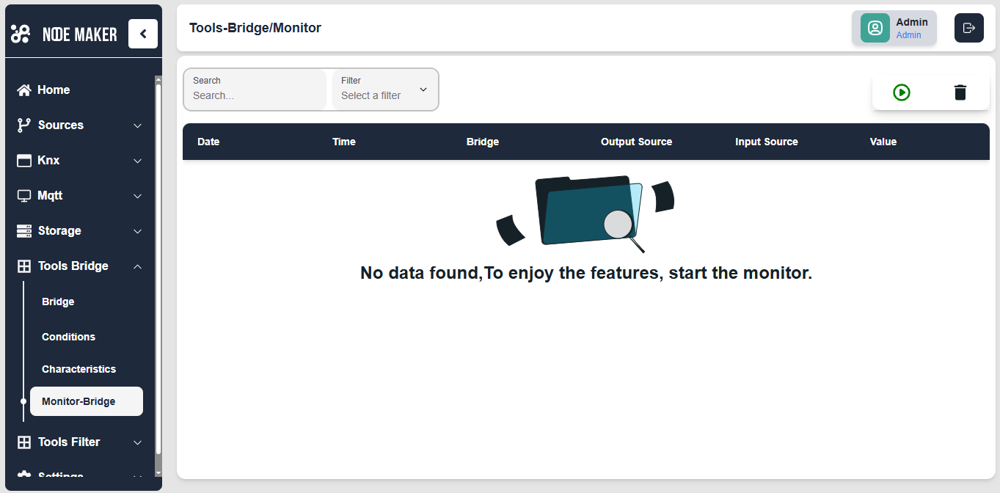 NODE MAKER
Home
Sources
Knx
Mqtt
Storage
Tools Bridge
Bridge
Conditions
Characteristics
Monitor-Bridge
Tools Filter
Settings
Tools-Bridge/Monitor
Admin
Admin
Search
Search...
Filter
Select a filter
Date Time Bridge Output Source Input Source Value
No data found,To enjoy the features, start the monitor.